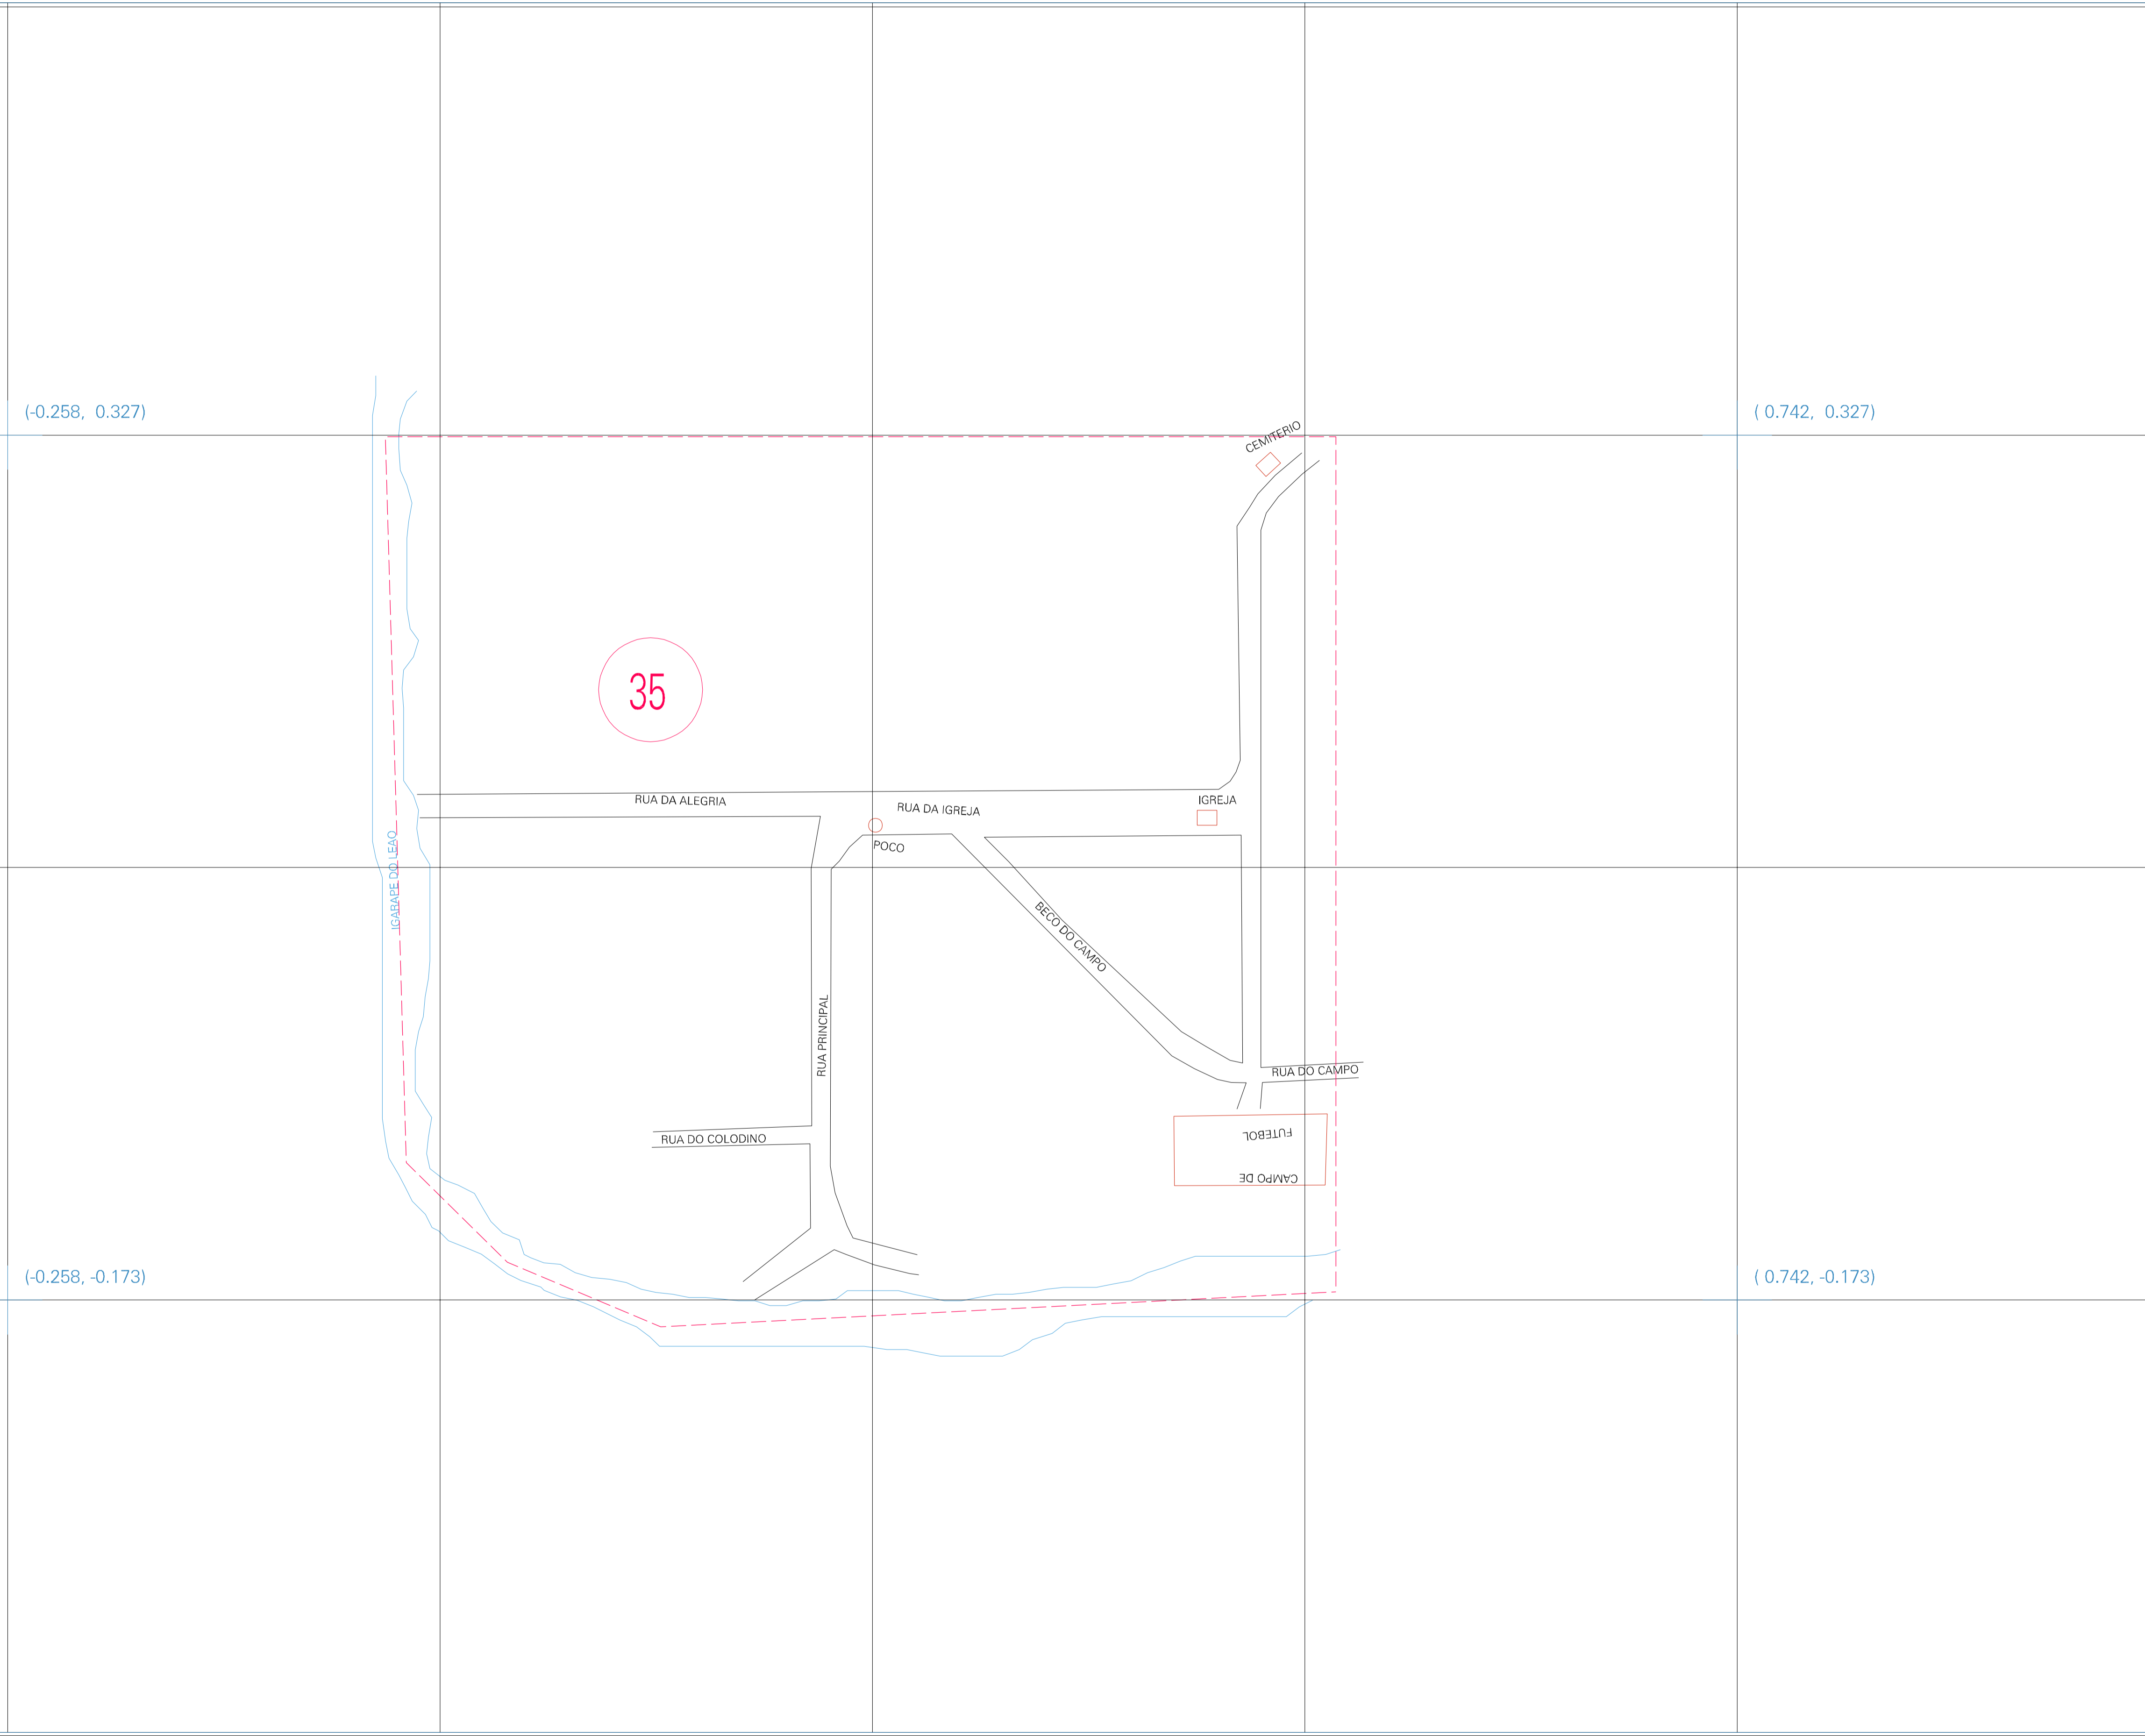 (-0.258,  0.327)
( 0.742,  0.327)
CEMITERIO
35
RUA DA ALEGRIA
RUA DA IGREJA
IGREJA
POCO
IGARAPE DO LEAO
BECO DO CAMPO
RUA PRINCIPAL
RUA DO CAMPO
RUA DO COLODINO
CAMPO DE
FUTEBOL
(-0.258, -0.173)
( 0.742, -0.173)